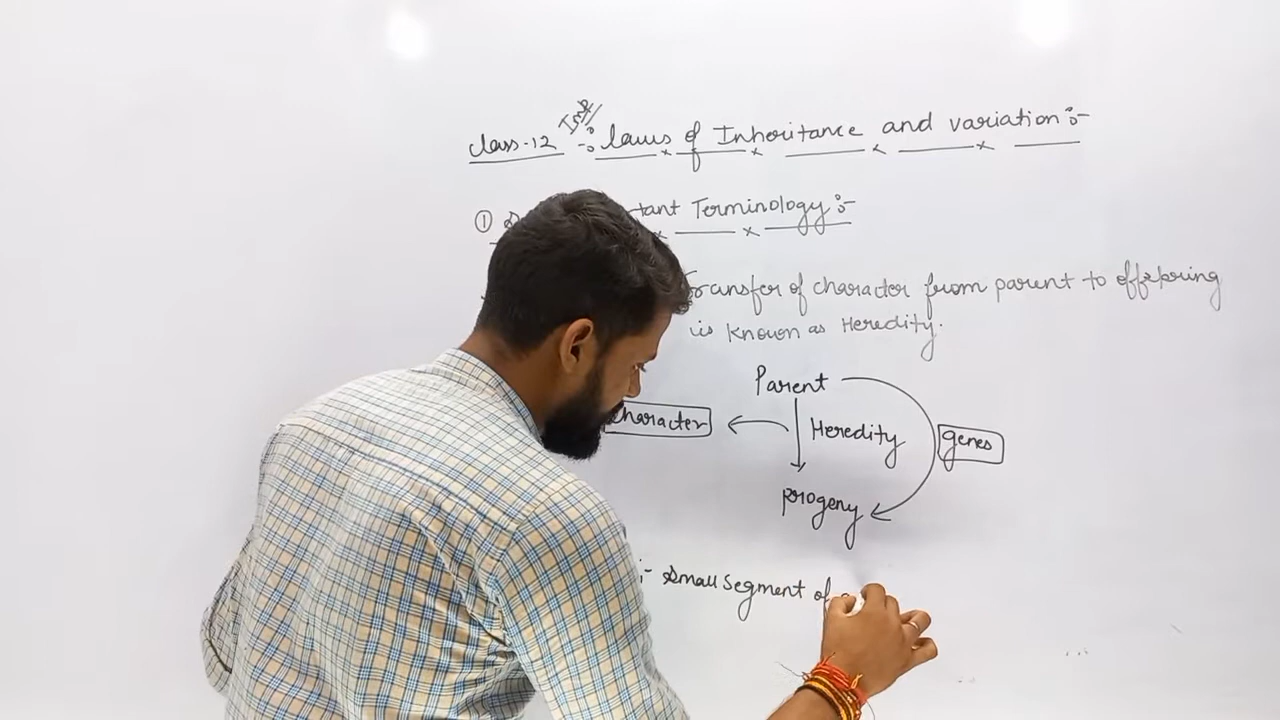 Class-12 :- laws of Inheritance and variation :-
Imp
① tant Terminology :-
transfer of character from parent to offspring
is known as Heredity.
Parent
Character
Heredity
genes
progeny
:- Small segment of